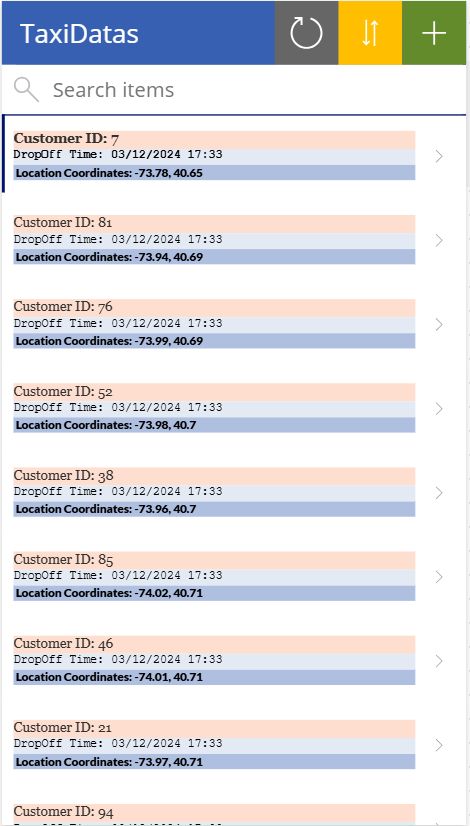 TaxiDatas
Search items
Customer ID: 7
DropOff Time: 03/12/2024 17:33
Location Coordinates: -73.78, 40.65
Customer ID: 81
DropOff Time: 03/12/2024 17:33
Location Coordinates: -73.94, 40.69
Customer ID: 76
DropOff Time: 03/12/2024 17:33
Location Coordinates: -73.99, 40.69
Customer ID: 52
DropOff Time: 03/12/2024 17:33
Location Coordinates: -73.98, 40.7
Customer ID: 38
DropOff Time: 03/12/2024 17:33
Location Coordinates: -73.96, 40.7
Customer ID: 85
DropOff Time: 03/12/2024 17:33
Location Coordinates: -74.02, 40.71
Customer ID: 46
DropOff Time: 03/12/2024 17:33
Location Coordinates: -74.01, 40.71
Customer ID: 21
DropOff Time: 03/12/2024 17:33
Location Coordinates: -73.97, 40.71
Customer ID: 94